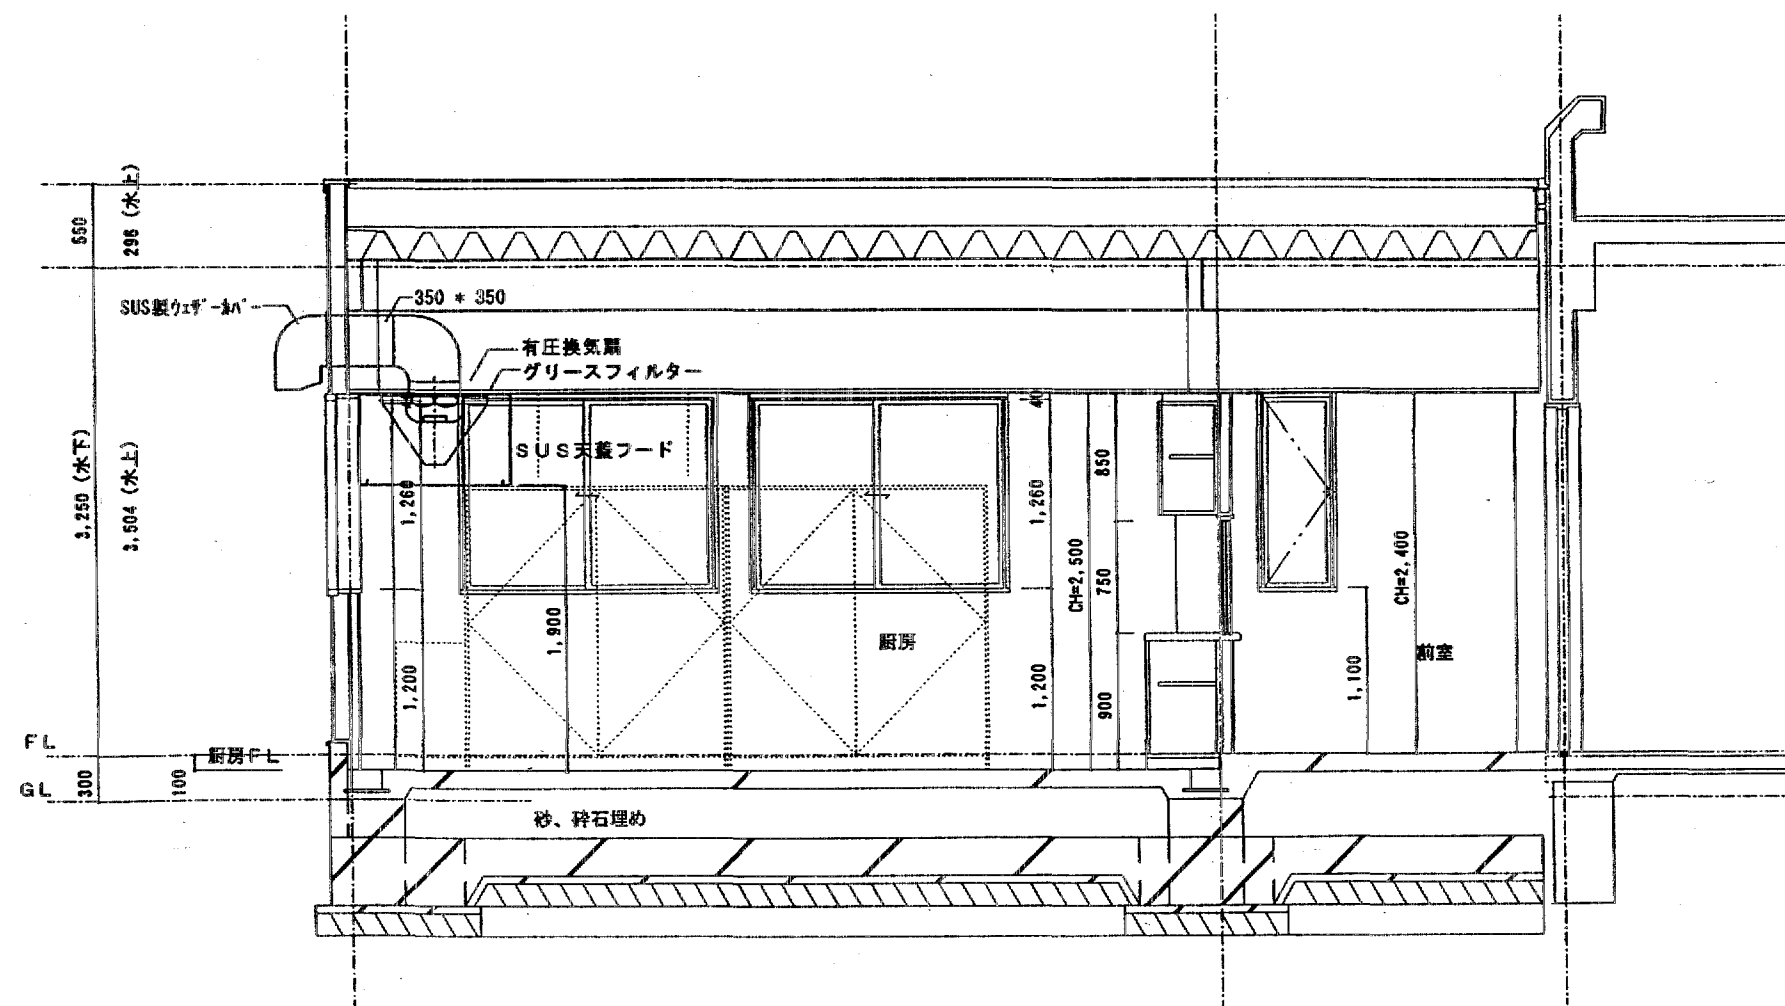 550
296 (水上)
SUS製ウェザーカバー
350 * 350
有圧換気扇
グリースフィルター
SUS天蓋フード
3,250 (水下)
3,504 (水上)
1,260
1,200
1,900
厨房
40
1,260
1,200
CH=2,500
850
750
900
CH=2,400
1,100
前室
FL
厨房FL
GL
300
100
砂、砕石埋め